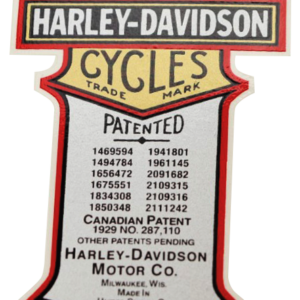 HARLEY-DAVIDSON
CYCLES
TRADE MARK
PATENTED
1469594 1941801
1494784 1961145
1656472 2091682
1675551 2109315
1834308 2109316
1850348 2111242
CANADIAN PATENT
1929 NO. 287,110
OTHER PATENTS PENDING
HARLEY-DAVIDSON
MOTOR CO.
MILWAUKEE, WIS.
MADE IN